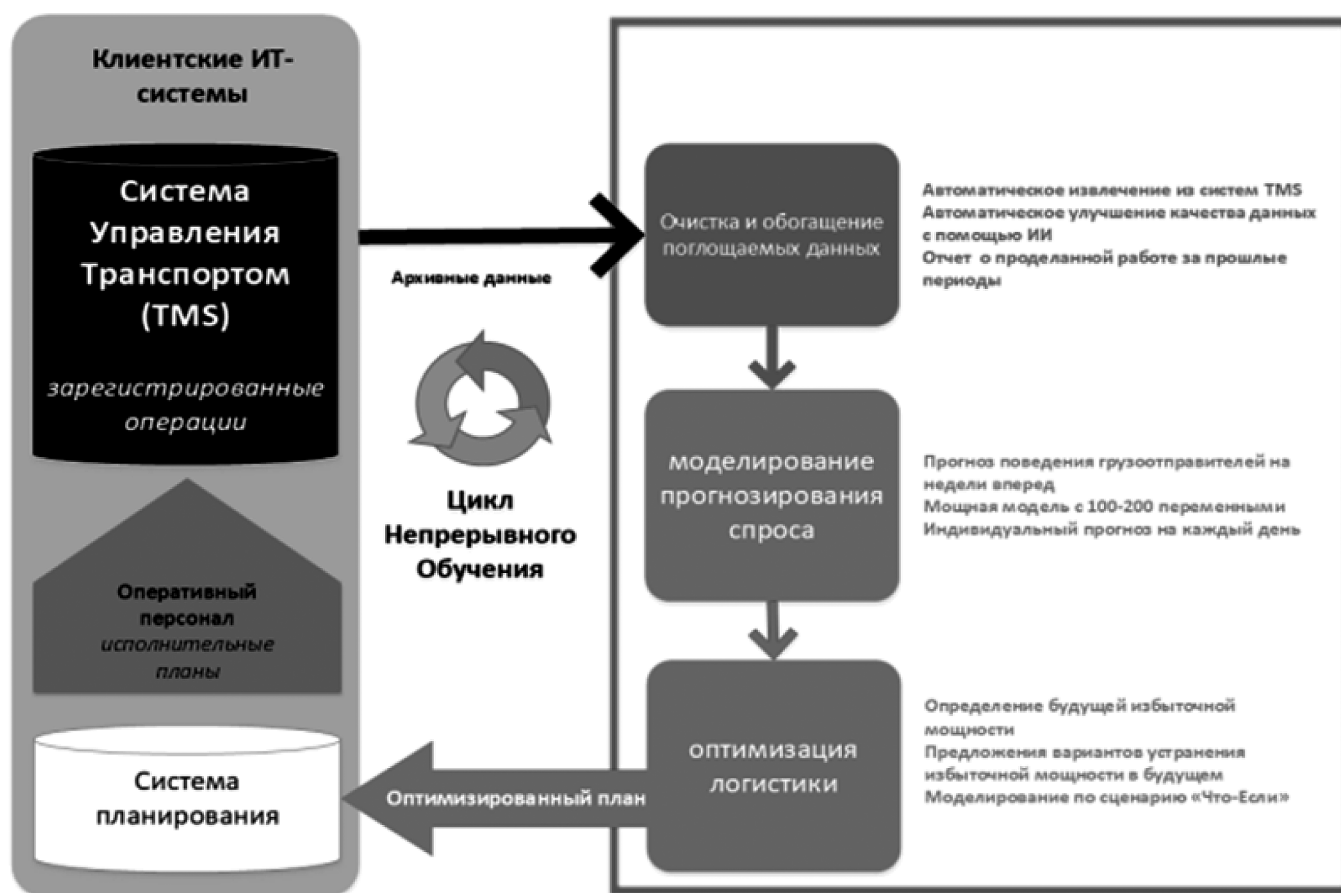 Клиентские ИТ-
системы
Система
Управления
Транспортом
(TMS)
зарегистрированные
операции
Оперативный
персонал
исполнительные
планы
Система
планирования
Архивные данные
Цикл
Непрерывного
Обучения
Оптимизированный план
Очистка и обогащение
поглощаемых данных
Автоматическое извлечение из систем TMS
Автоматическое улучшение качества данных
с помощью ИИ
Отчет о проделанной работе за прошлые
периоды
моделирование
прогнозирования
спроса
Прогноз поведения грузоотправителей на
недели вперед
Мощная модель с 100-200 переменными
Индивидуальный прогноз на каждый день
оптимизация
логистики
Определение будущей избыточной
мощности
Предложения вариантов устранения
избыточной мощности в будущем
Моделирование по сценарию «Что-Если»